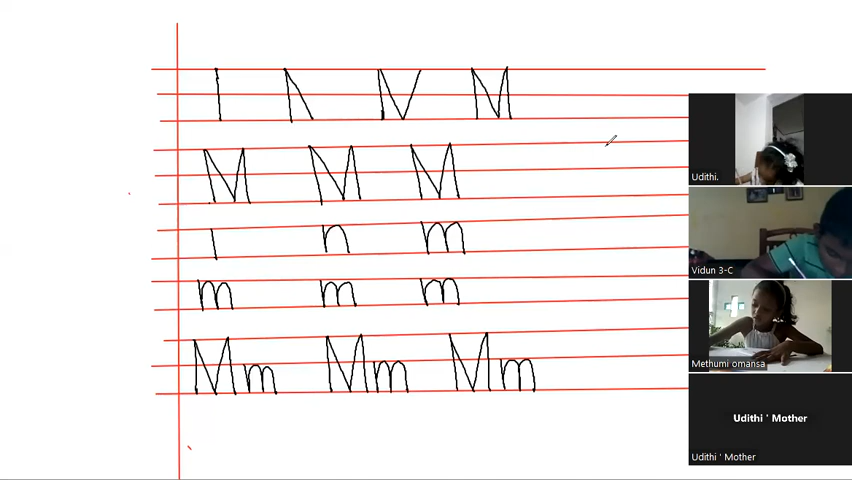 M
M M M
n m
m m m
Mm Mm Mm
Udithi.
Vidun 3-C
Methumi omansa
Udithi ' Mother
Udithi ' Mother